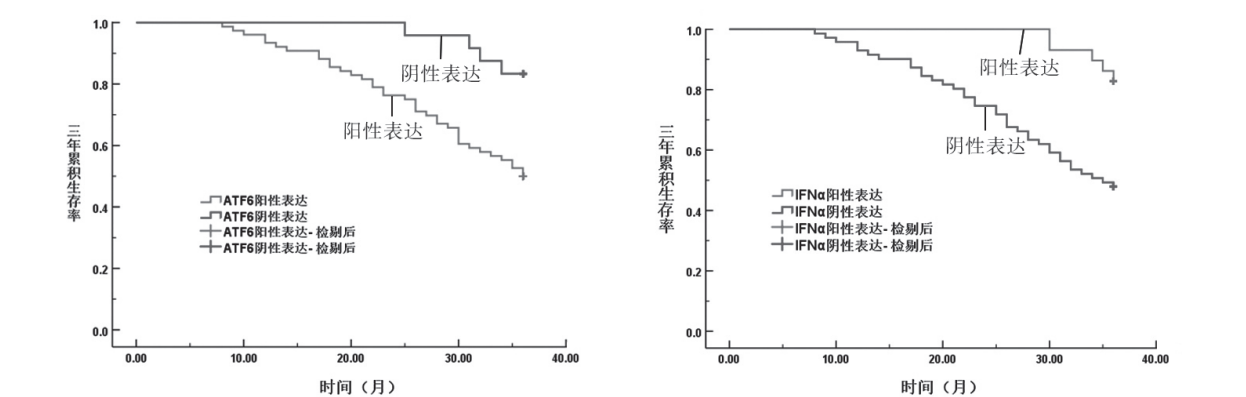 1.0
0.8
0.6
0.4
0.2
0.0
三年累积生存率
阴性表达
阳性表达
ATF6阳性表达
ATF6阴性表达
ATF6阳性表达- 检剔后
ATF6阴性表达- 检剔后
0.00 10.00 20.00 30.00 40.00
时间（月）
1.0
0.8
0.6
0.4
0.2
0.0
三年累积生存率
阳性表达
阴性表达
IFNα阳性表达
IFNα阴性表达
IFNα阳性表达- 检剔后
IFNα阴性表达- 检剔后
0.00 10.00 20.00 30.00 40.00
时间（月）